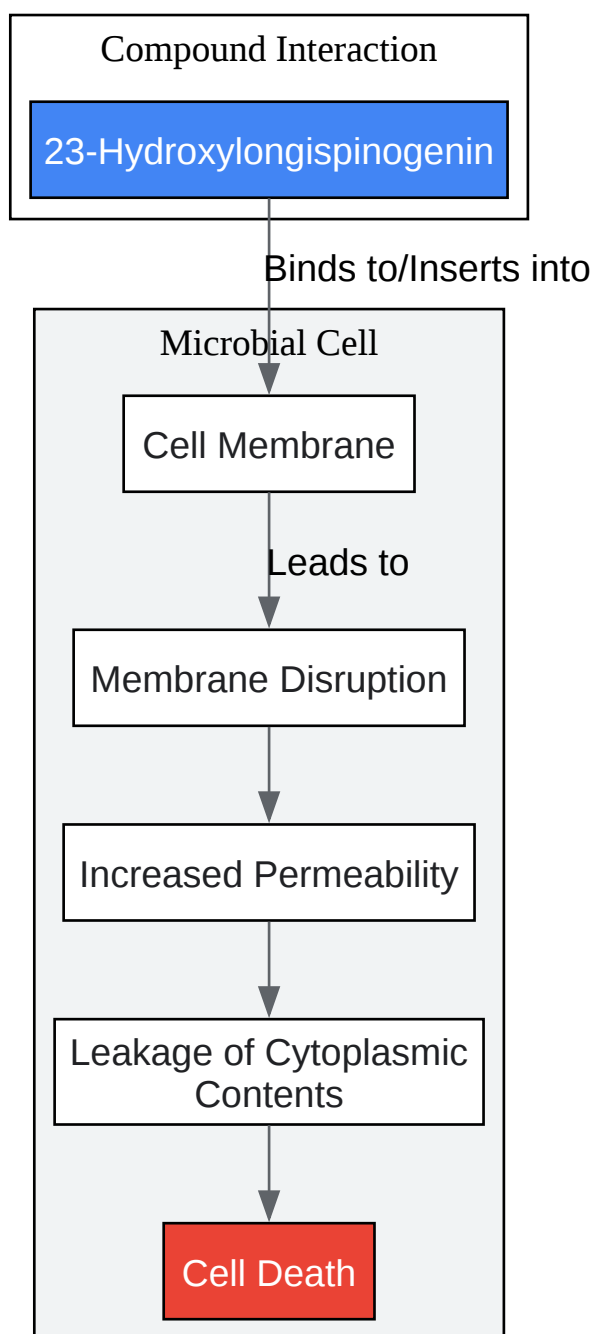 Compound Interaction
23-Hydroxylongispinogenin
Binds to/Inserts into
Microbial Cell
Cell Membrane
Leads to
Membrane Disruption
Increased Permeability
Leakage of Cytoplasmic
Contents
Cell Death